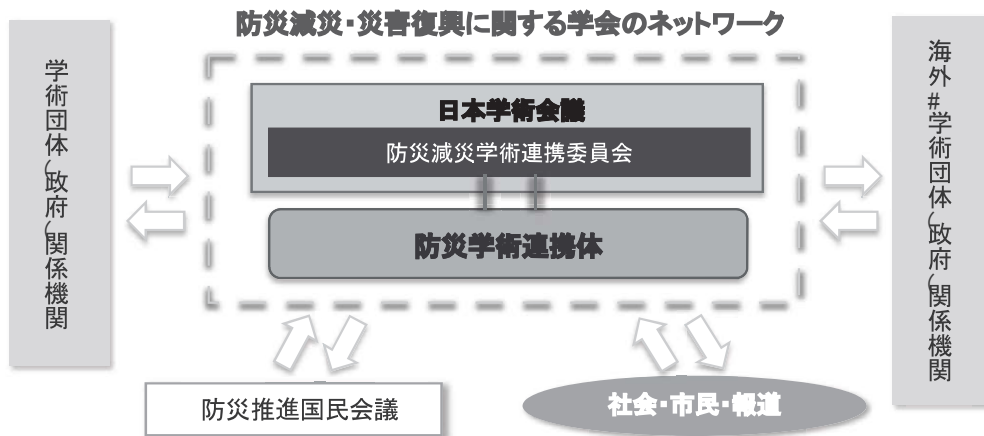 防災減災・災害復興に関する学会のネットワーク
学術団体(政府(関係機関
日本学術会議
防災減災学術連携委員会
防災学術連携体
海外#学術団体(政府(関係機関
防災推進国民会議
社会・市民・報道